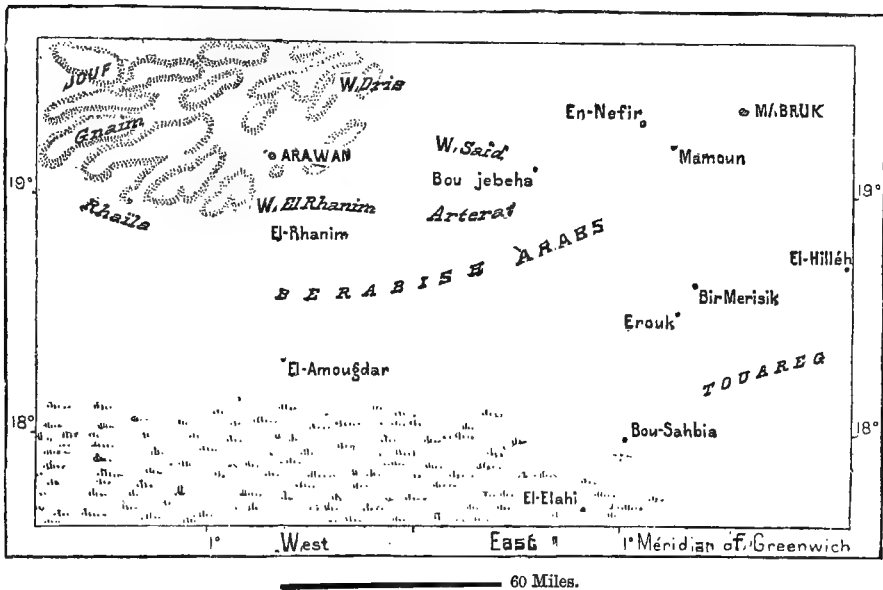 JOUF
W. Dris
Gnaim
En-Nefir
MABRUK
ARAWAN
W. Saïd
Mamoun
Bou jebeha
19°
19°
Rhaïla
W. El Rhanim
Arterat
El-Rhanim
BERABISH ARABS
El-Hilléh
Bir Merisik
Erouk
El-Amougdar
TOUAREG
18°
18°
Bou-Sahbia
El-Elahi
1° West East 1° Méridian of Greenwich
60 Miles.